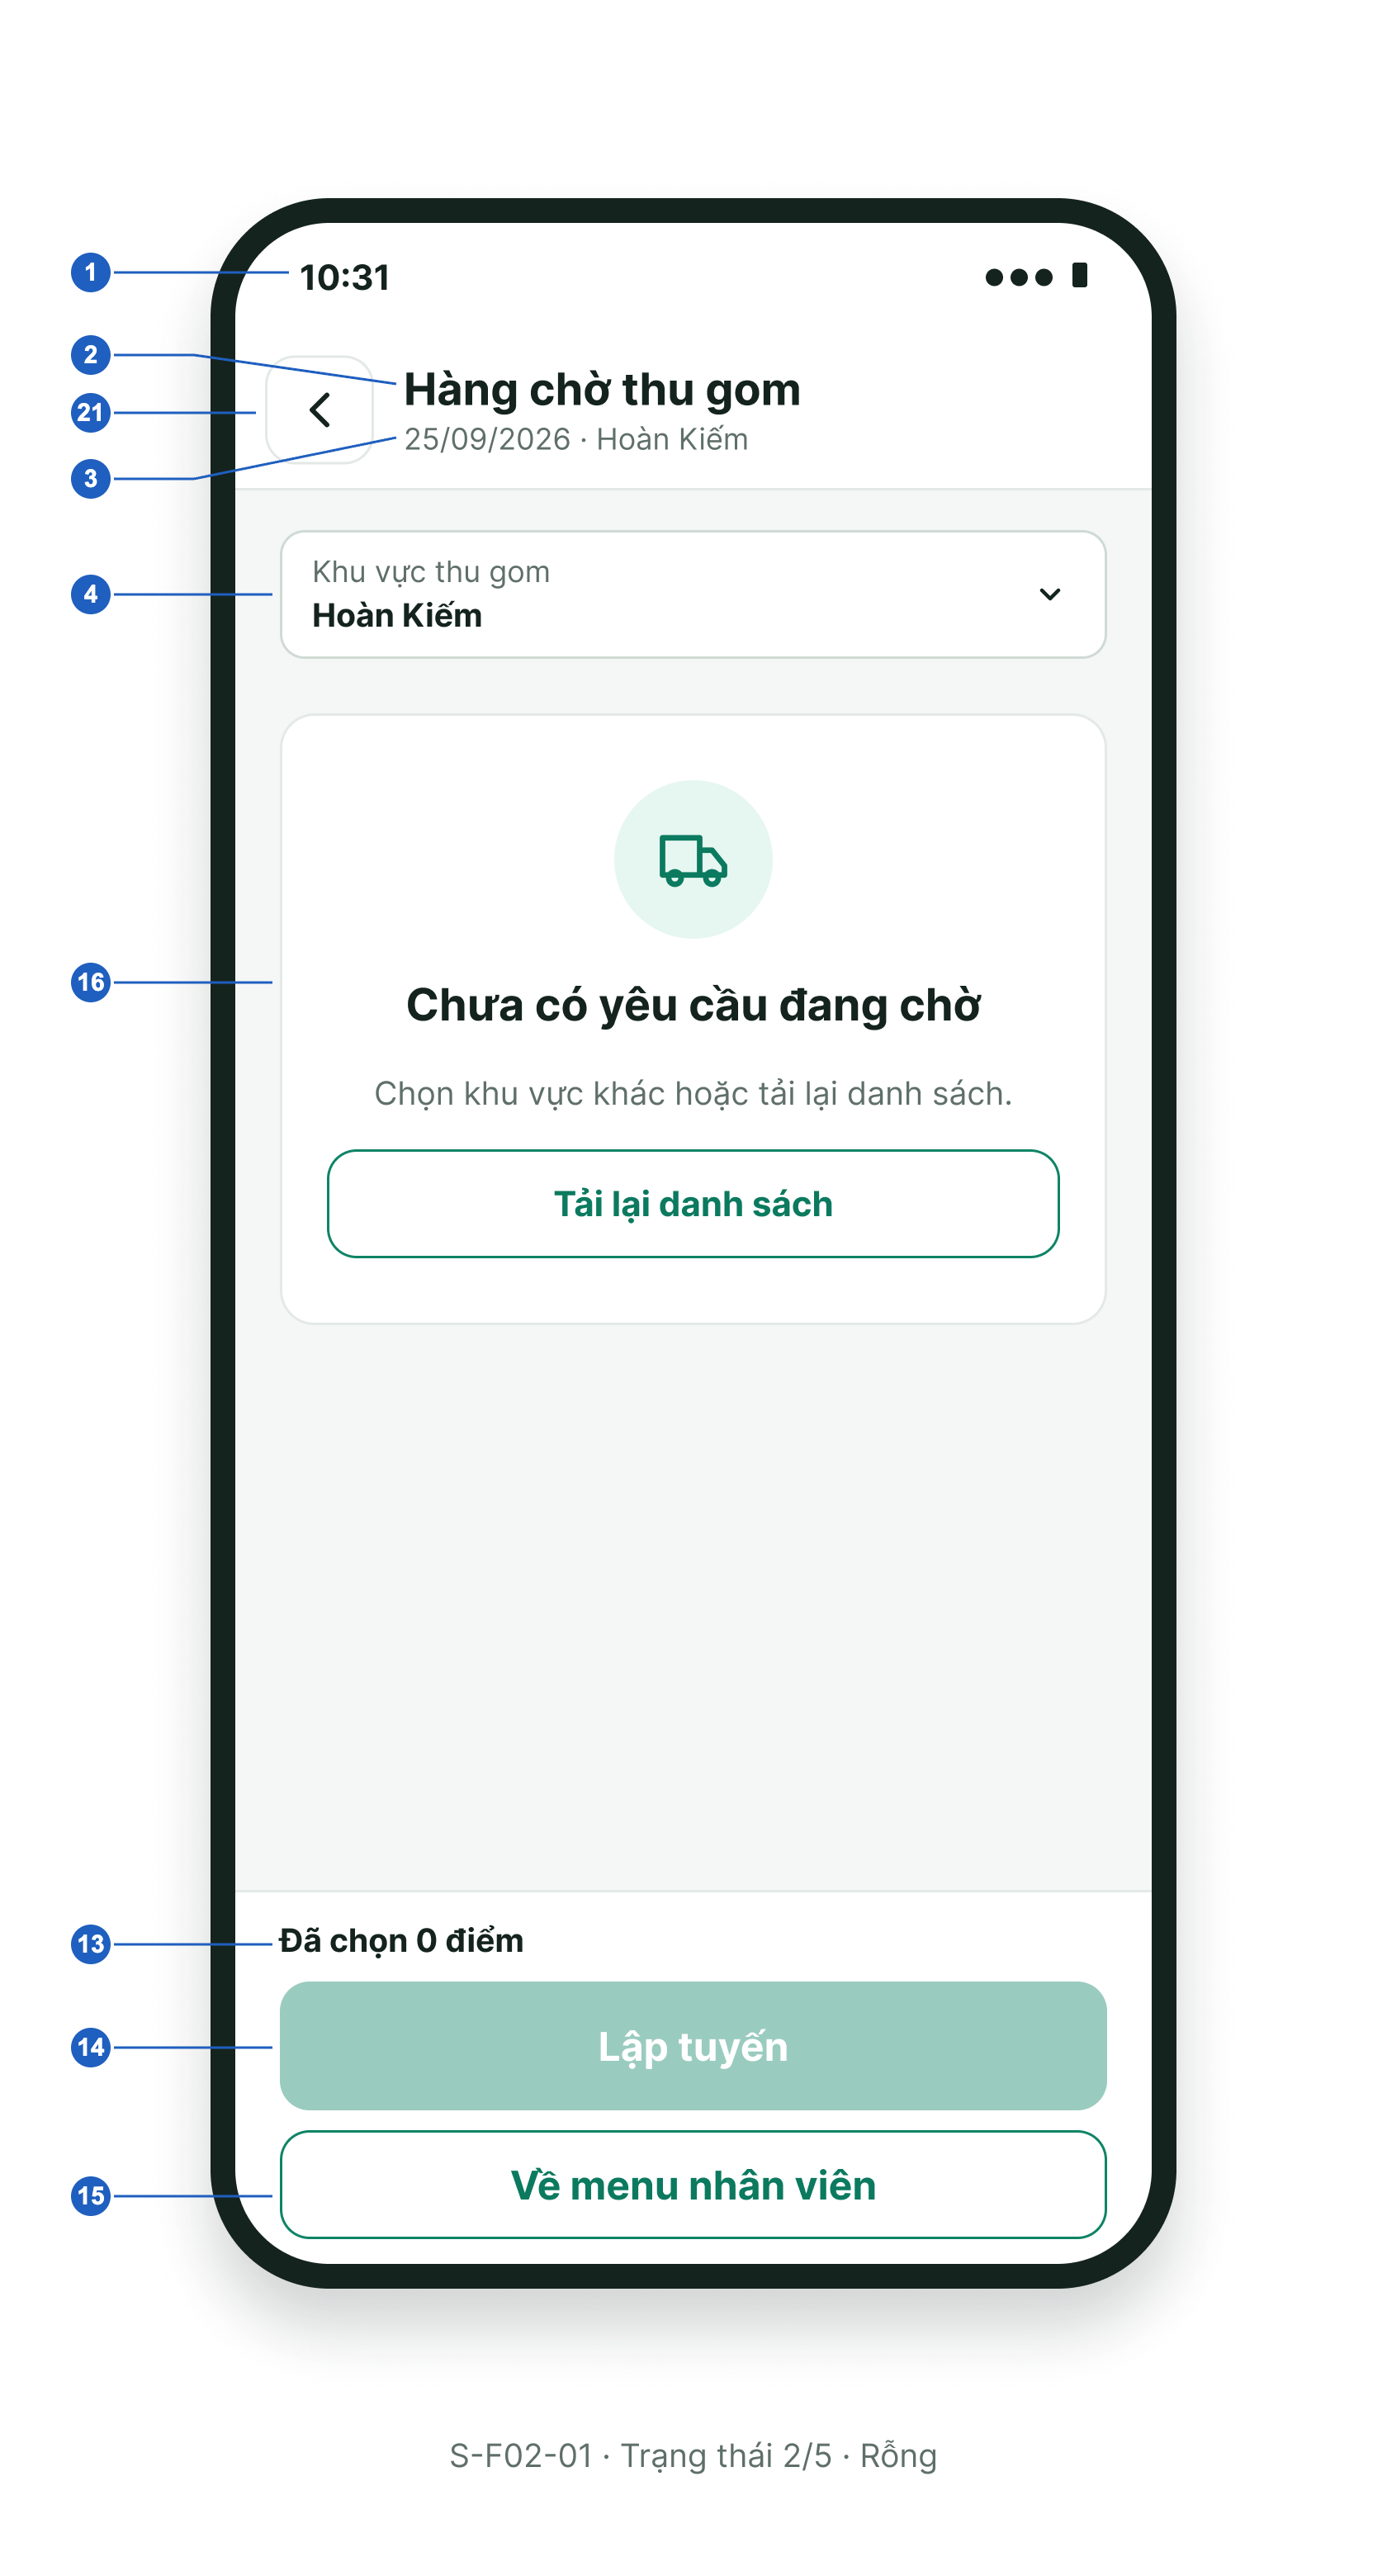 1
10:31
2
Hàng chờ thu gom
21
25/09/2026 · Hoàn Kiếm
3
Khu vực thu gom
4
Hoàn Kiếm
16
Chưa có yêu cầu đang chờ
Chọn khu vực khác hoặc tải lại danh sách.
Tải lại danh sách
13
Đã chọn 0 điểm
14
Lập tuyến
15
Về menu nhân viên
S-F02-01 · Trạng thái 2/5 · Rỗng